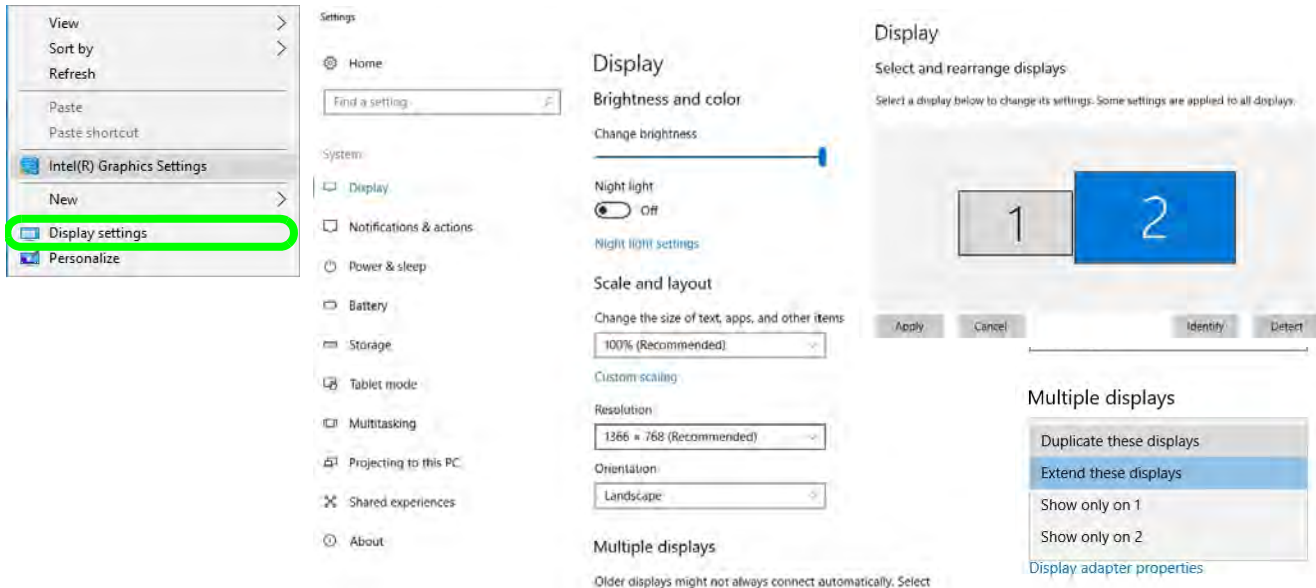 View
Sort by
Refresh
Paste
Paste shortcut
Intel(R) Graphics Settings
New
Display settings
Personalize
Settings
Home
Find a setting
System
Display
Notifications & actions
Power & sleep
Battery
Storage
Tablet mode
Multitasking
Projecting to this PC
Shared experiences
About
Display
Brightness and color
Change brightness
Night light
Off
Night light settings
Scale and layout
Change the size of text, apps, and other items
100% (Recommended)
Custom scaling
Resolution
1366 × 768 (Recommended)
Orientation
Landscape
Multiple displays
Older displays might not always connect automatically. Select
Display
Select and rearrange displays
Select a display below to change its settings. Some settings are applied to all displays.
1 2
Apply Cancel Identify Detect
Multiple displays
Duplicate these displays
Extend these displays
Show only on 1
Show only on 2
Display adapter properties